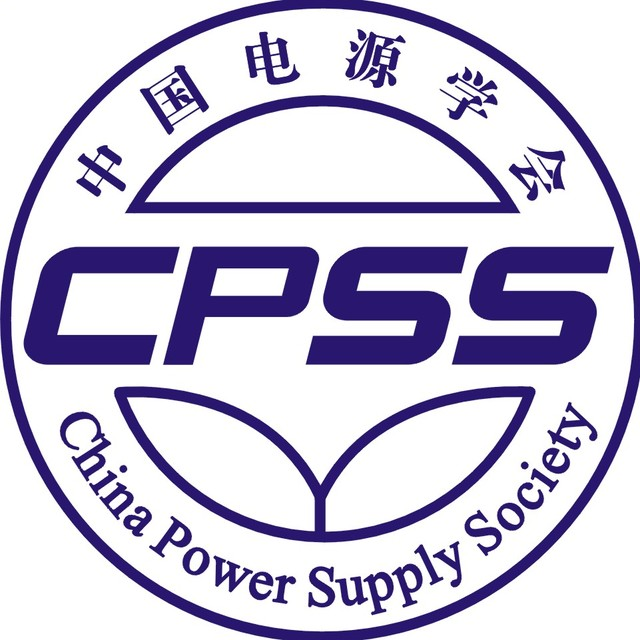 中国电源学会
CPSS
China Power Supply Society